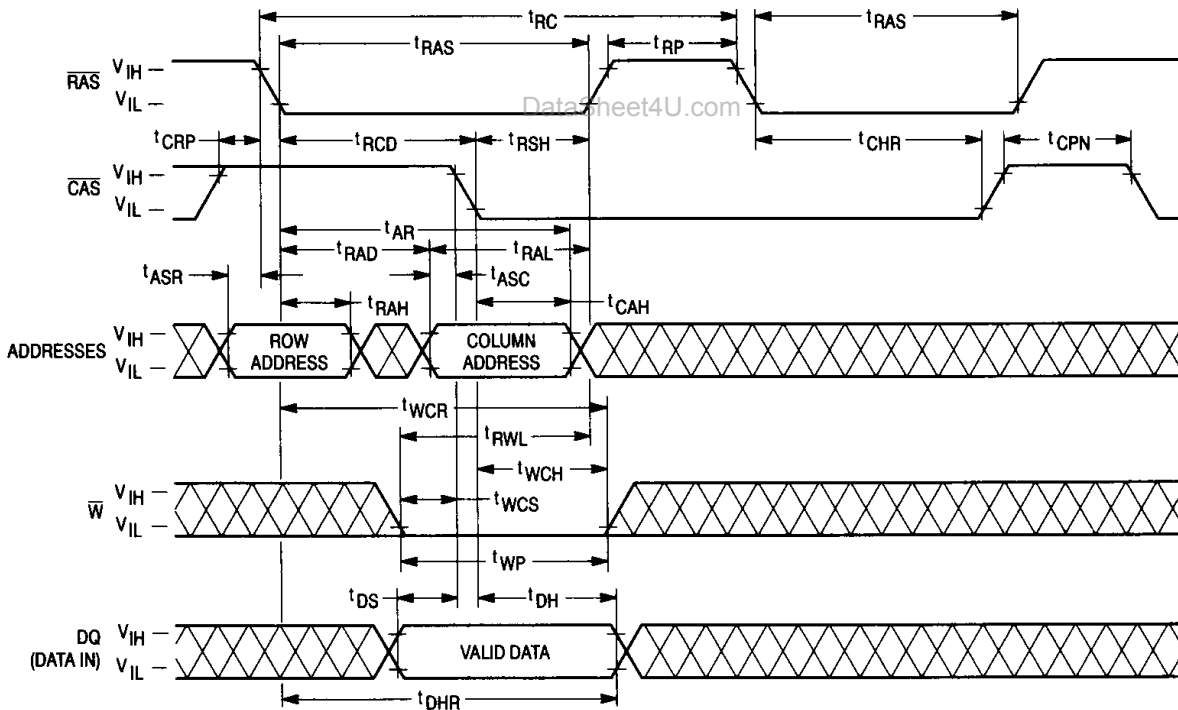 tRC
tRAS
tRAS
tRP
RAS
VIH
VIL
DataSheet4U.com
tCRP
tRCD
tRSH
tCHR
tCPN
CAS
VIH
VIL
tAR
tRAD
tRAL
tASR
tASC
tRAH
tCAH
ADDRESSES
VIH
VIL
ROW
ADDRESS
COLUMN
ADDRESS
tWCR
tRWL
tWCH
W
VIH
VIL
tWCS
tWP
tDS
tDH
DQ
(DATA IN)
VIH
VIL
VALID DATA
tDHR